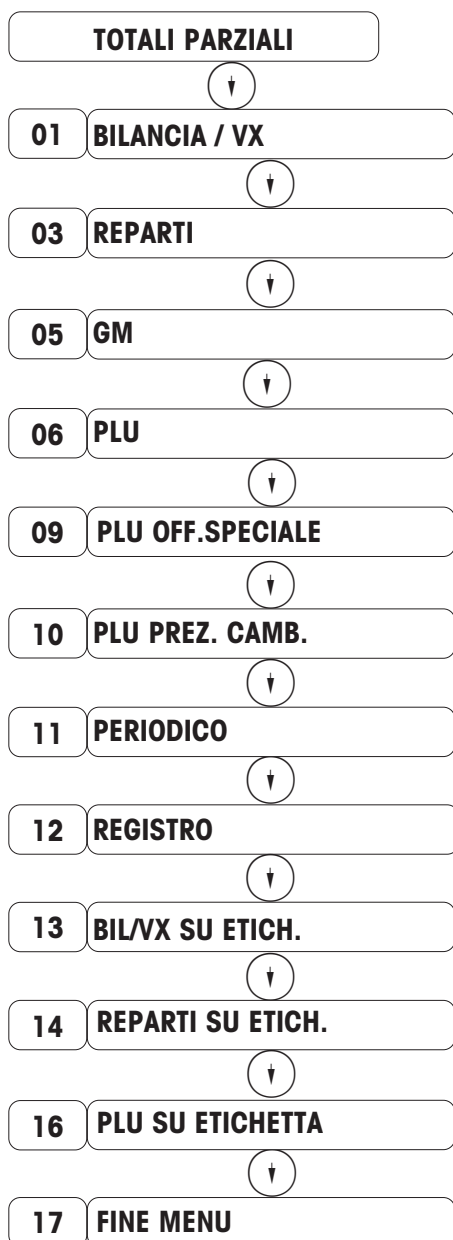 TOTALI PARZIALI
01 BILANCIA / VX
03 REPARTI
05 GM
06 PLU
09 PLU OFF.SPECIALE
10 PLU PREZ. CAMB.
11 PERIODICO
12 REGISTRO
13 BIL/VX SU ETICH.
14 REPARTI SU ETICH.
16 PLU SU ETICHETTA
17 FINE MENU